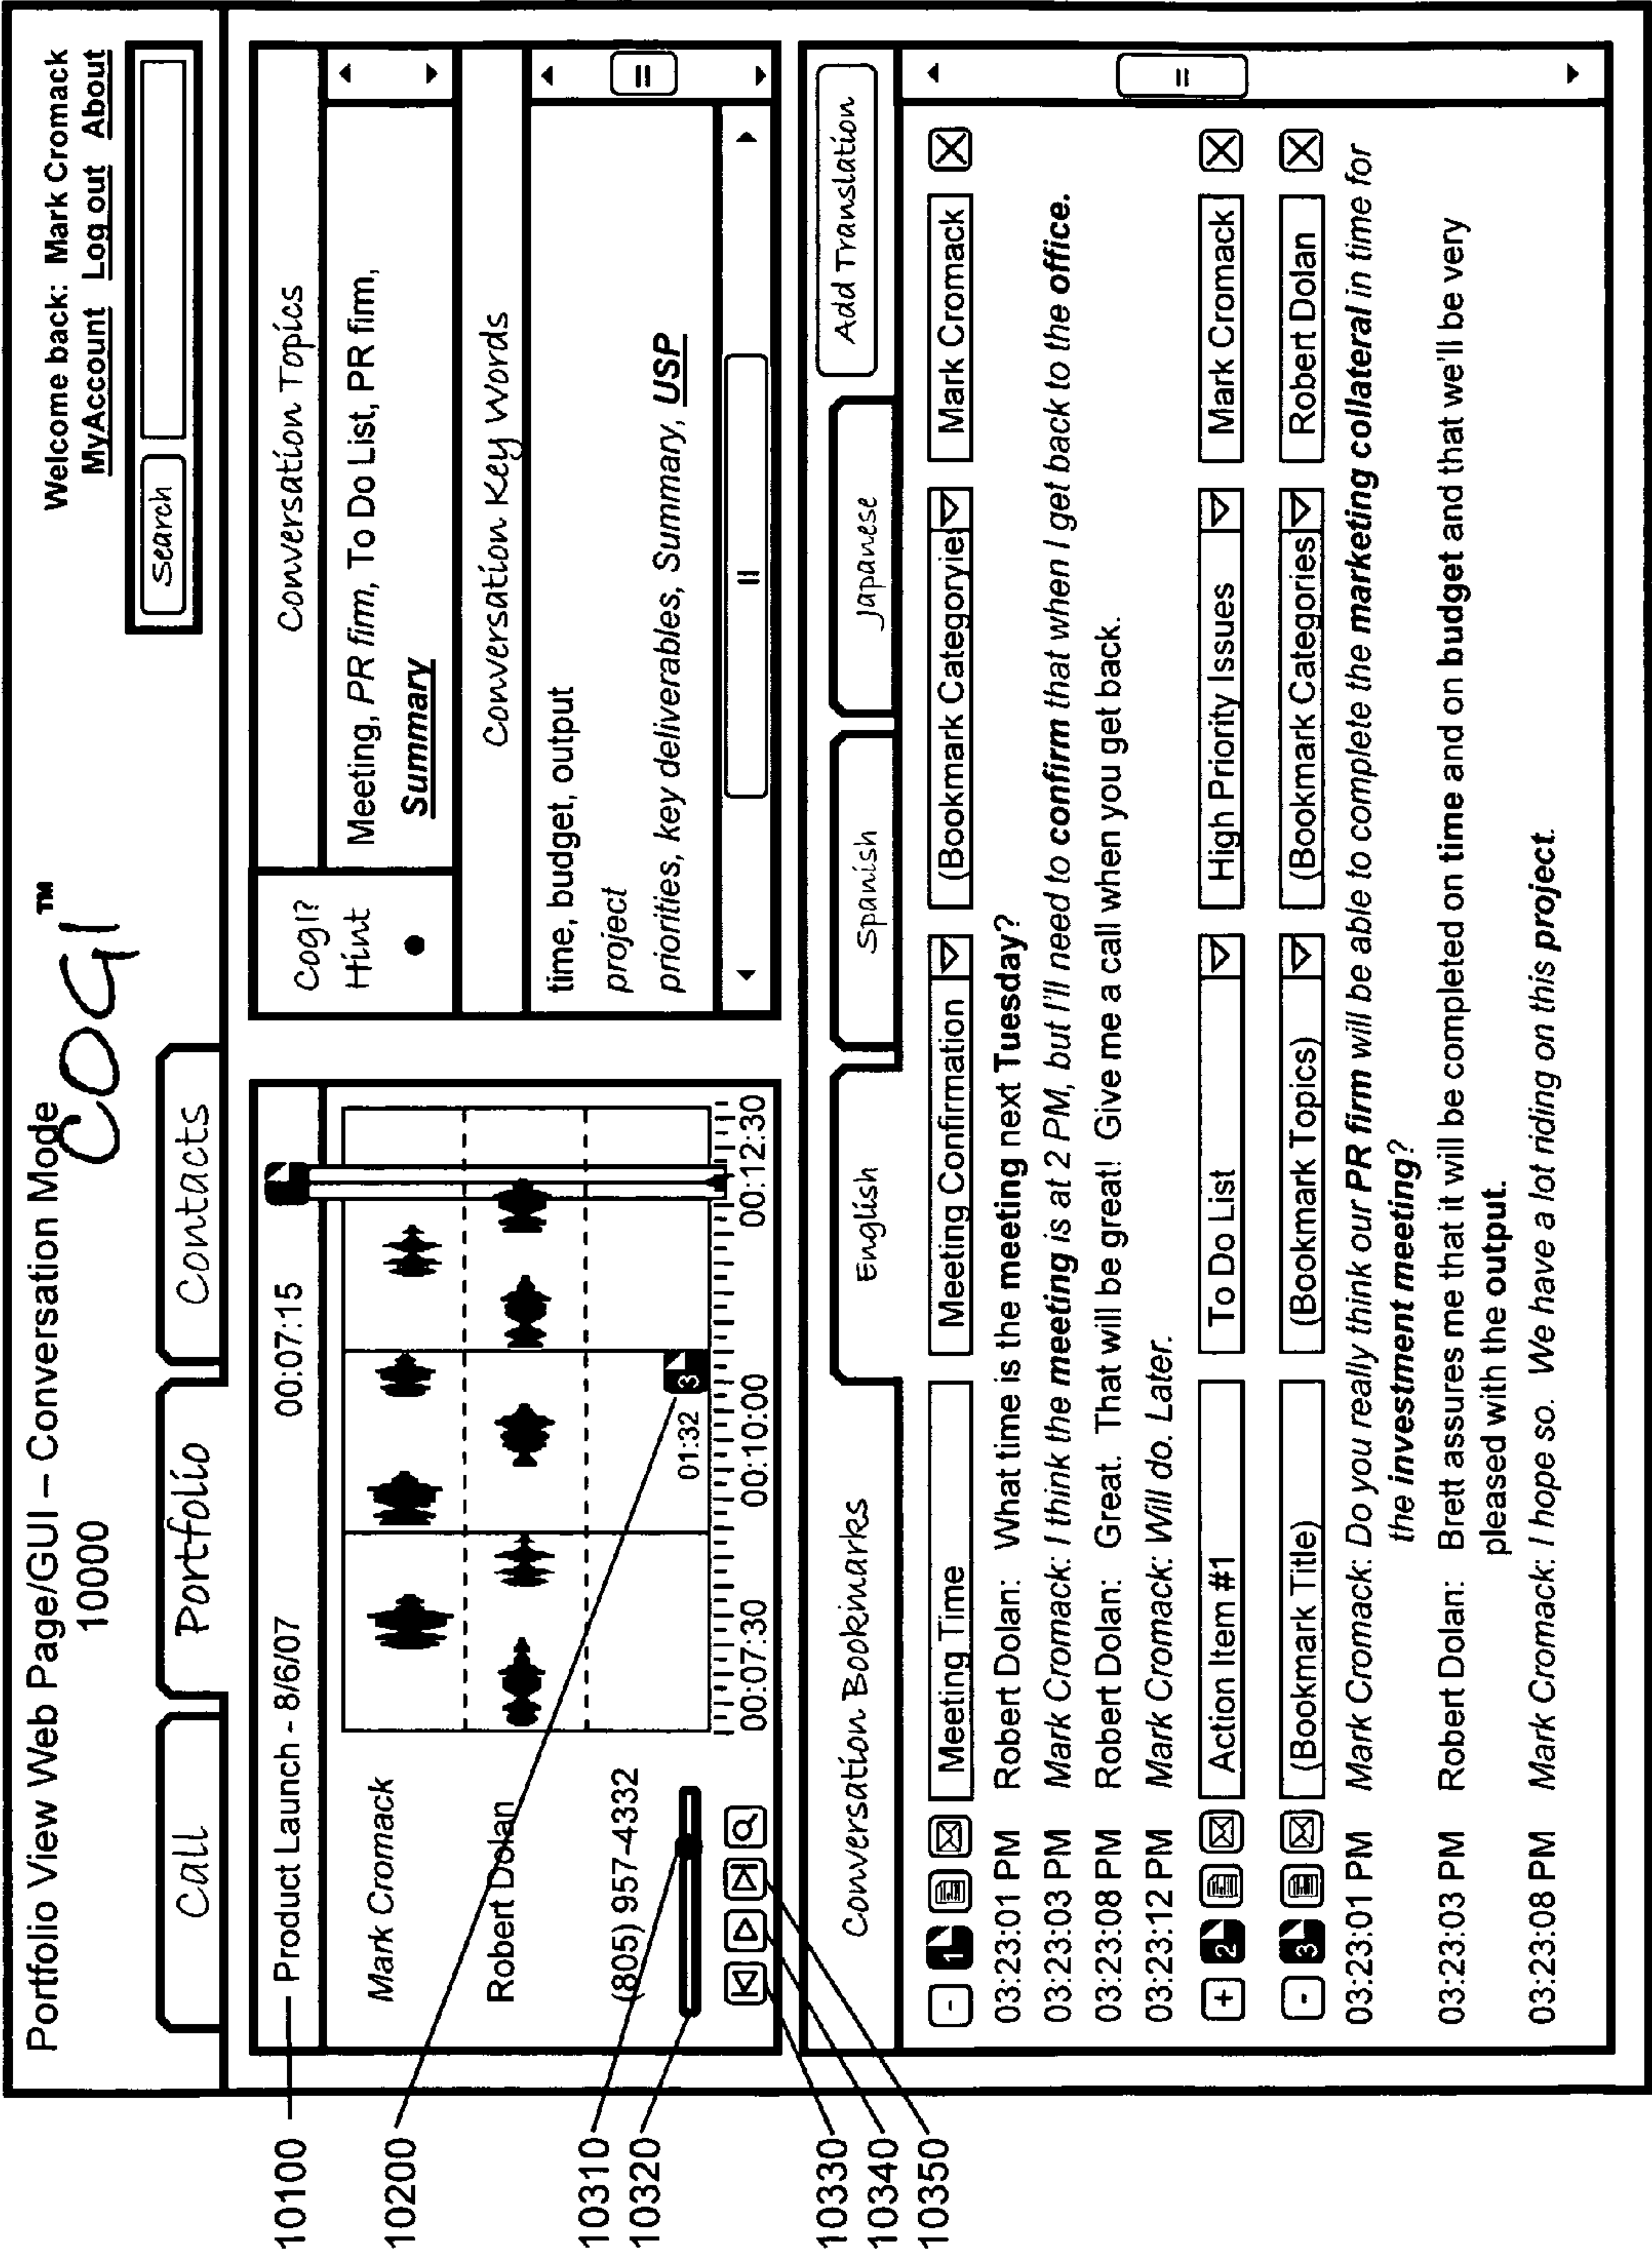 Portfolio View Web Page/GUI – Conversation Mode
10000
COGI™
Welcome back: Mark Cromack
MyAccount Log out About
Search
Call
Portfolio
Contacts
10100
Product Launch - 8/6/07 00:07:15
Mark Cromack
Robert Dolan
(805) 957-4332
01:32
3
00:07:30 00:10:00 00:12:30
10200
10310
10320
10330
10340
10350
Cogi?
Hint
Conversation Topics
Meeting, PR firm, To Do List, PR firm,
Summary
Conversation Key Words
time, budget, output
project
priorities, key deliverables, Summary, USP
Conversation Bookmarks
English
Spanish
Japanese
Add Translation
- 1 Meeting Time Meeting Confirmation (Bookmark Categoryie Mark Cromack
03:23:01 PM Robert Dolan: What time is the meeting next Tuesday?
03:23:03 PM Mark Cromack: I think the meeting is at 2 PM, but I'll need to confirm that when I get back to the office.
03:23:08 PM Robert Dolan: Great. That will be great! Give me a call when you get back.
03:23:12 PM Mark Cromack: Will do. Later.
+ 2 Action Item #1 To Do List High Priority Issues Mark Cromack
- 3 (Bookmark Title) (Bookmark Topics) (Bookmark Categories) Robert Dolan
03:23:01 PM Mark Cromack: Do you really think our PR firm will be able to complete the marketing collateral in time for
the investment meeting?
03:23:03 PM Robert Dolan: Brett assures me that it will be completed on time and on budget and that we'll be very
pleased with the output.
03:23:08 PM Mark Cromack: I hope so. We have a lot riding on this project.